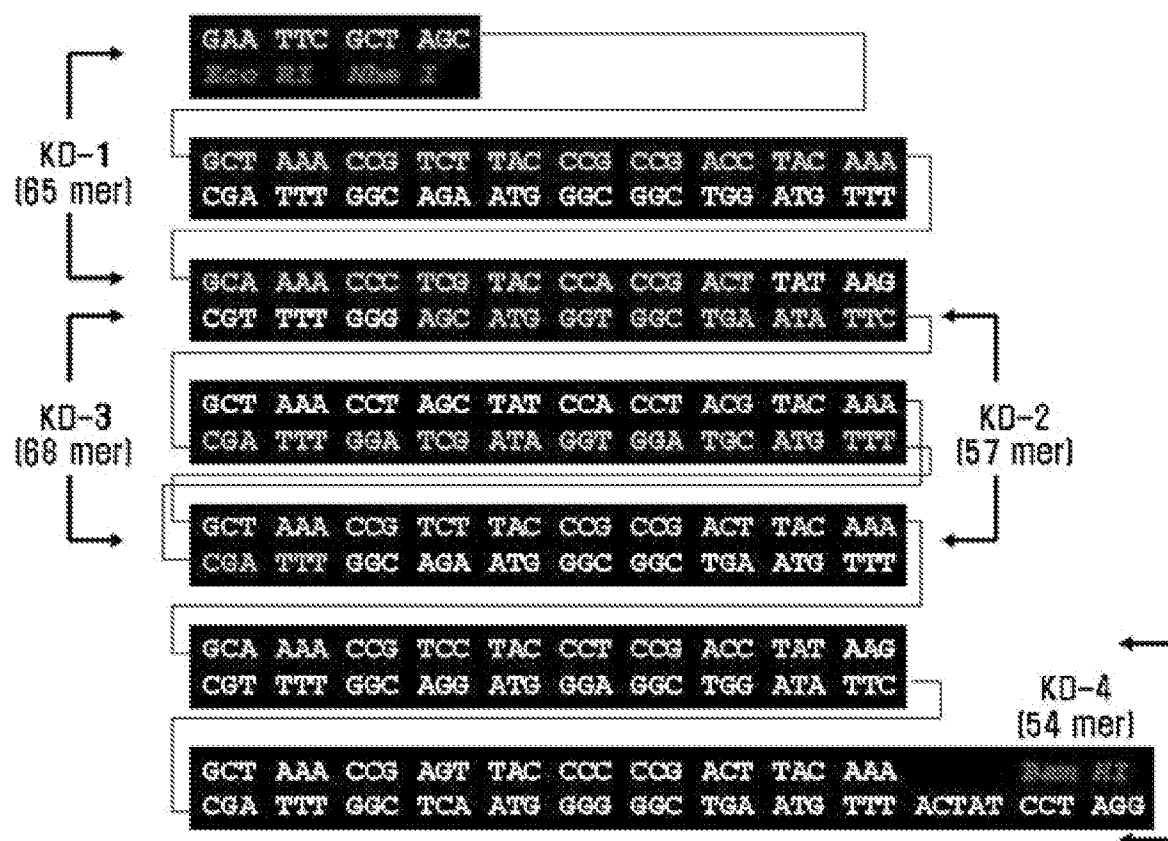 GAA TTC GCT AGC
Eco RI Nhe I
KD-1
(65 mer)
GCT AAA CCG TCT TAC CCG CCG ACC TAC AAA
CGA TTT GGC AGA ATG GGC GGC TGG ATG TTT
GCA AAA CCC TCG TAC CCA CCG ACT TAT AAG
CGT TTT GGG AGC ATG GGT GGC TGA ATA TTC
KD-3
(68 mer)
GCT AAA CCT AGC TAT CCA CCT ACG TAC AAA
CGA TTT GGA TCG ATA GGT GGA TGC ATG TTT
KD-2
(57 mer)
GCT AAA CCG TCT TAC CCG CCG ACT TAC AAA
CGA TTT GGC AGA ATG GGC GGC TGA ATG TTT
GCA AAA CCG TCC TAC CCT CCG ACC TAT AAG
CGT TTT GGC AGG ATG GGA GGC TGG ATA TTC
KD-4
(54 mer)
GCT AAA CCG AGT TAC CCC CCG ACT TAC AAA Bam HI
CGA TTT GGC TCA ATG GGG GGC TGA ATG TTT ACTAT CCT AGG